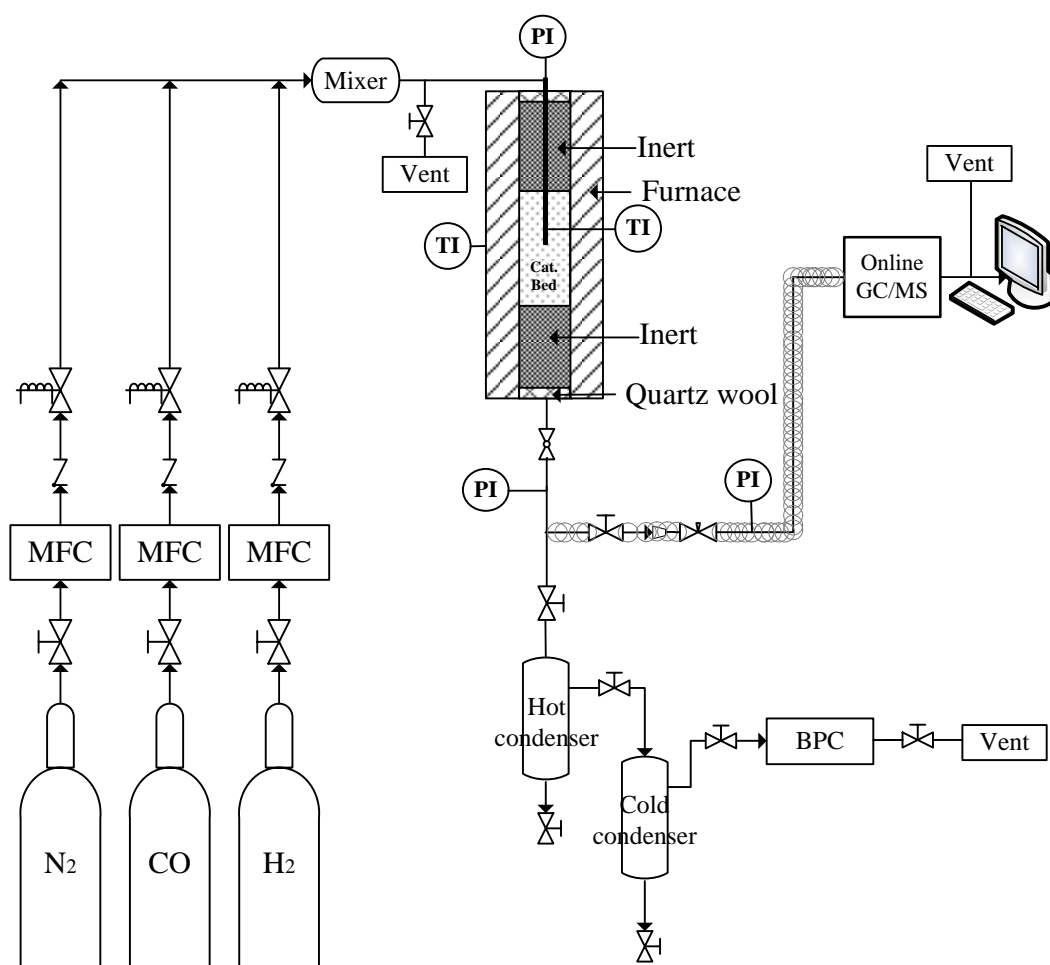 PI
Mixer
Vent
Inert
Furnace
TI
TI
Cat.
Bed
Inert
Quartz wool
Vent
Online
GC/MS
PI
PI
MFC
MFC
MFC
Hot
condenser
Cold
condenser
BPC
Vent
N2
CO
H2